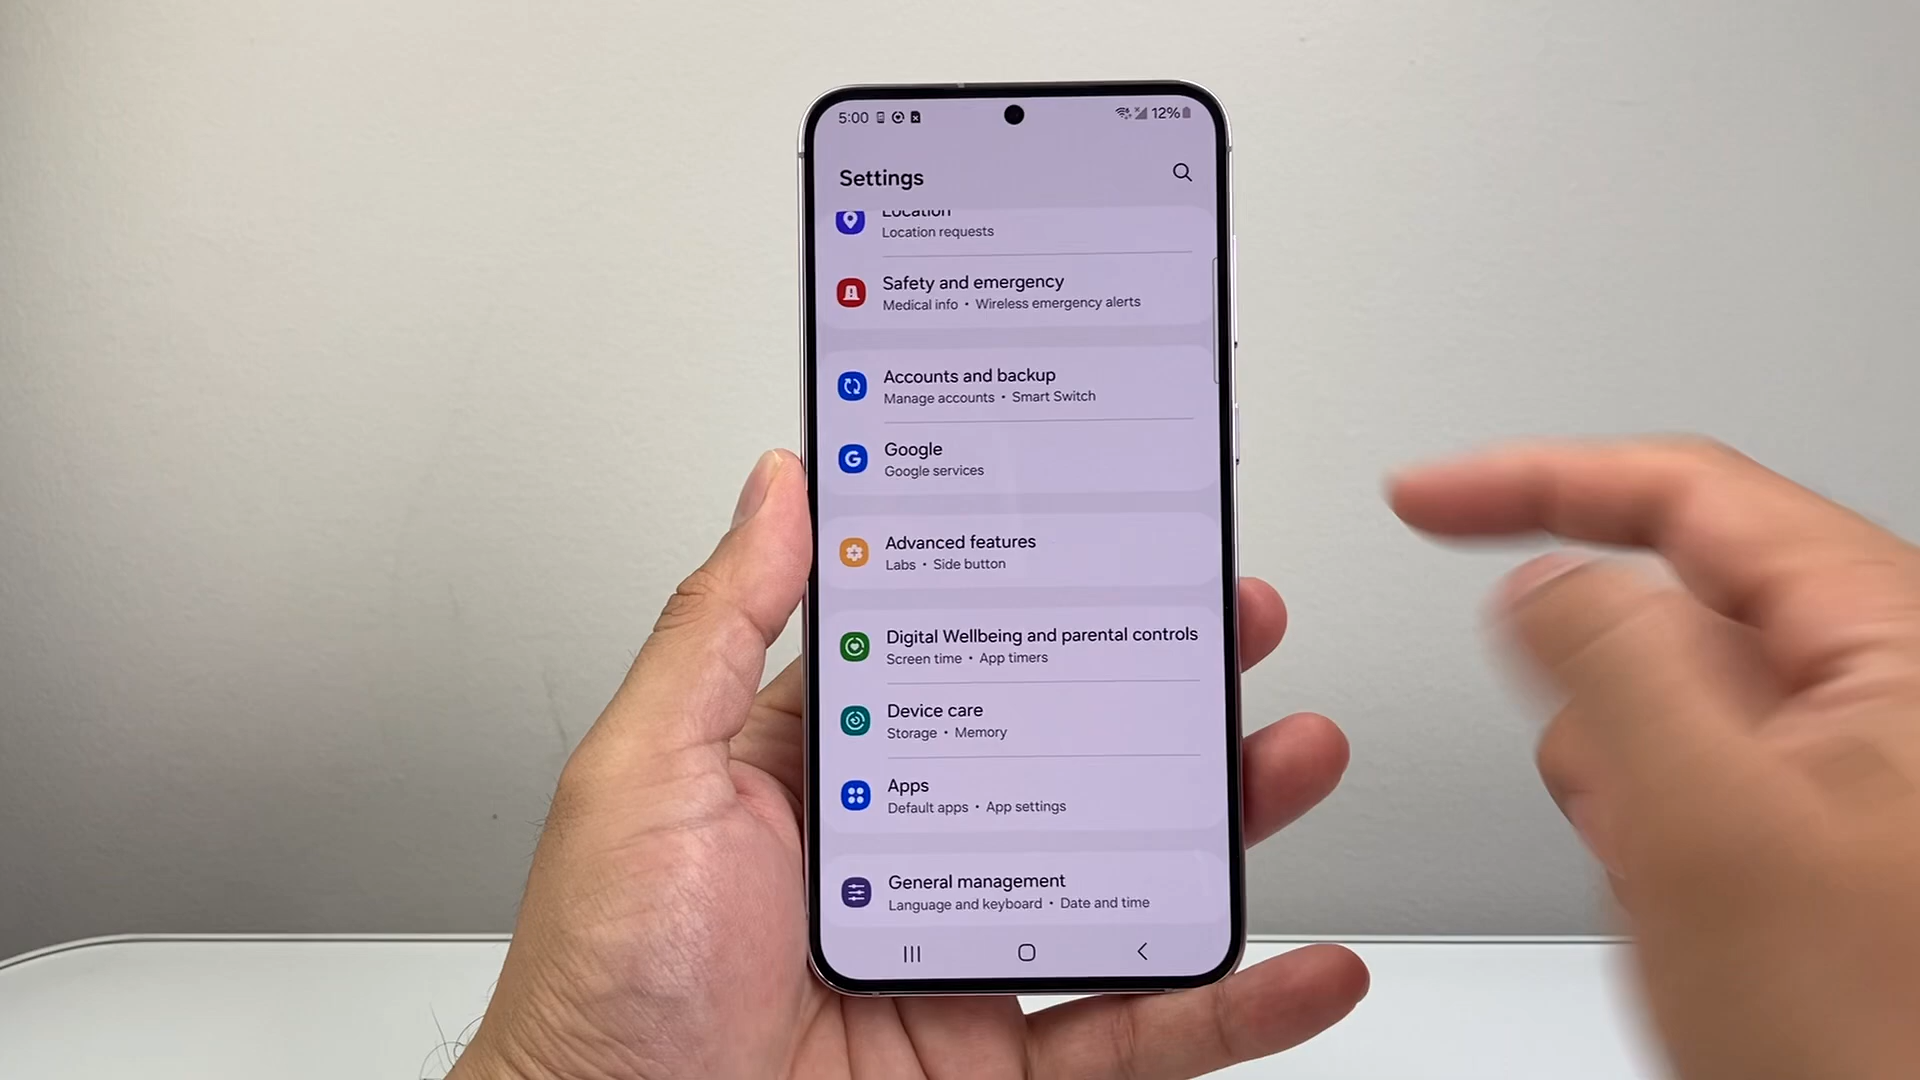 5:00 12%
Settings
Location
Location requests
Safety and emergency
Medical info • Wireless emergency alerts
Accounts and backup
Manage accounts • Smart Switch
Google
Google services
Advanced features
Labs • Side button
Digital Wellbeing and parental controls
Screen time • App timers
Device care
Storage • Memory
Apps
Default apps • App settings
General management
Language and keyboard • Date and time